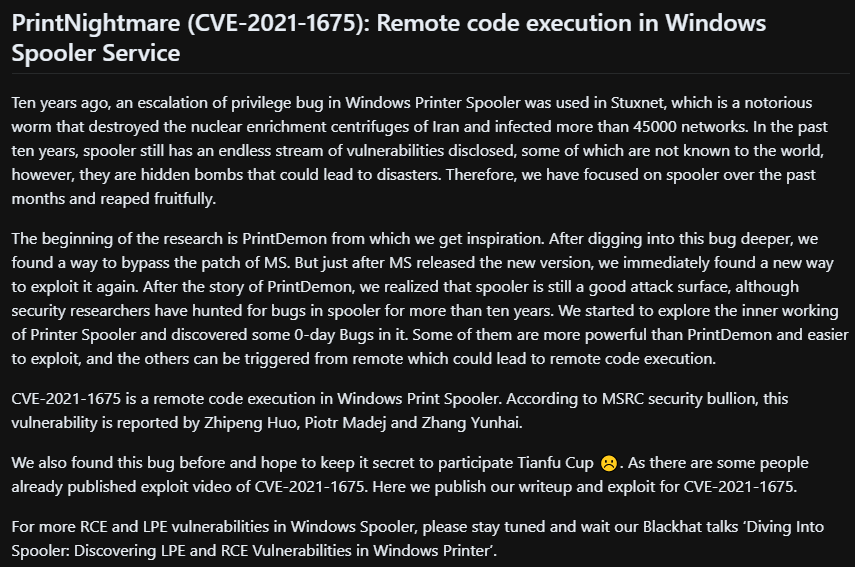 PrintNightmare (CVE-2021-1675): Remote code execution in Windows
Spooler Service
Ten years ago, an escalation of privilege bug in Windows Printer Spooler was used in Stuxnet, which is a notorious
worm that destroyed the nuclear enrichment centrifuges of Iran and infected more than 45000 networks. In the past
ten years, spooler still has an endless stream of vulnerabilities disclosed, some of which are not known to the world,
however, they are hidden bombs that could lead to disasters. Therefore, we have focused on spooler over the past
months and reaped fruitfully.
The beginning of the research is PrintDemon from which we get inspiration. After digging into this bug deeper, we
found a way to bypass the patch of MS. But just after MS released the new version, we immediately found a new way
to exploit it again. After the story of PrintDemon, we realized that spooler is still a good attack surface, although
security researchers have hunted for bugs in spooler for more than ten years. We started to explore the inner working
of Printer Spooler and discovered some 0-day Bugs in it. Some of them are more powerful than PrintDemon and easier
to exploit, and the others can be triggered from remote which could lead to remote code execution.
CVE-2021-1675 is a remote code execution in Windows Print Spooler. According to MSRC security bullion, this
vulnerability is reported by Zhipeng Huo, Piotr Madej and Zhang Yunhai.
We also found this bug before and hope to keep it secret to participate Tianfu Cup ☹️. As there are some people
already published exploit video of CVE-2021-1675. Here we publish our writeup and exploit for CVE-2021-1675.
For more RCE and LPE vulnerabilities in Windows Spooler, please stay tuned and wait our Blackhat talks ‘Diving Into
Spooler: Discovering LPE and RCE Vulnerabilities in Windows Printer’.